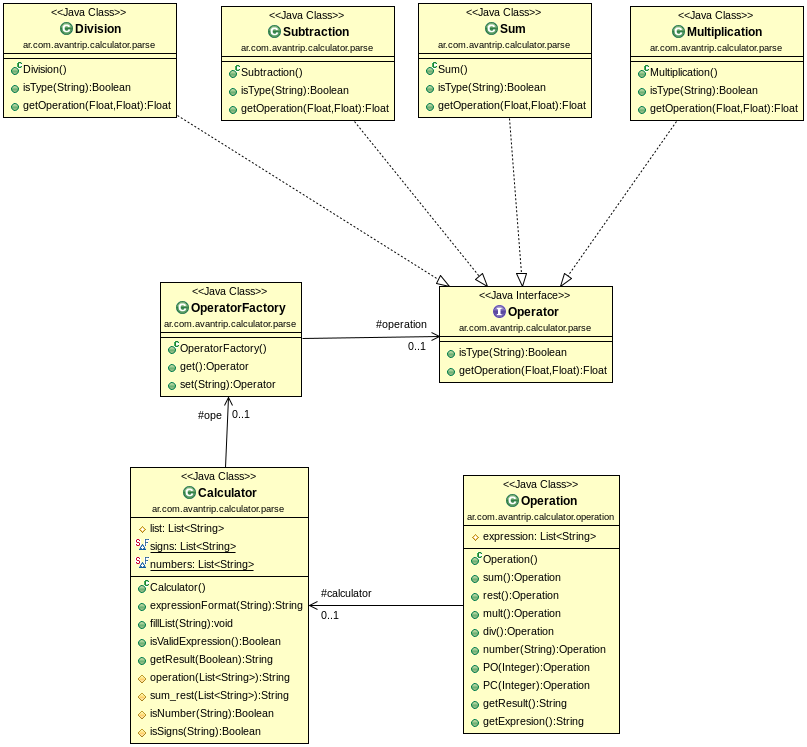 <<Java Class>>
Division
ar.com.avantrip.calculator.parse
Division()
isType(String):Boolean
getOperation(Float,Float):Float
<<Java Class>>
Subtraction
ar.com.avantrip.calculator.parse
Subtraction()
isType(String):Boolean
getOperation(Float,Float):Float
<<Java Class>>
Sum
ar.com.avantrip.calculator.parse
Sum()
isType(String):Boolean
getOperation(Float,Float):Float
<<Java Class>>
Multiplication
ar.com.avantrip.calculator.parse
Multiplication()
isType(String):Boolean
getOperation(Float,Float):Float
<<Java Class>>
OperatorFactory
ar.com.avantrip.calculator.parse
OperatorFactory()
get():Operator
set(String):Operator
#operation
0..1
<<Java Interface>>
Operator
ar.com.avantrip.calculator.parse
isType(String):Boolean
getOperation(Float,Float):Float
#ope
0..1
<<Java Class>>
Calculator
ar.com.avantrip.calculator.parse
list: List<String>
signs: List<String>
numbers: List<String>
Calculator()
expressionFormat(String):String
fillList(String):void
isValidExpression():Boolean
getResult(Boolean):String
operation(List<String>):String
sum_rest(List<String>):String
isNumber(String):Boolean
isSigns(String):Boolean
#calculator
0..1
<<Java Class>>
Operation
ar.com.avantrip.calculator.operation
expression: List<String>
Operation()
sum():Operation
rest():Operation
mult():Operation
div():Operation
number(String):Operation
PO(Integer):Operation
PC(Integer):Operation
getResult():String
getExpresion():String